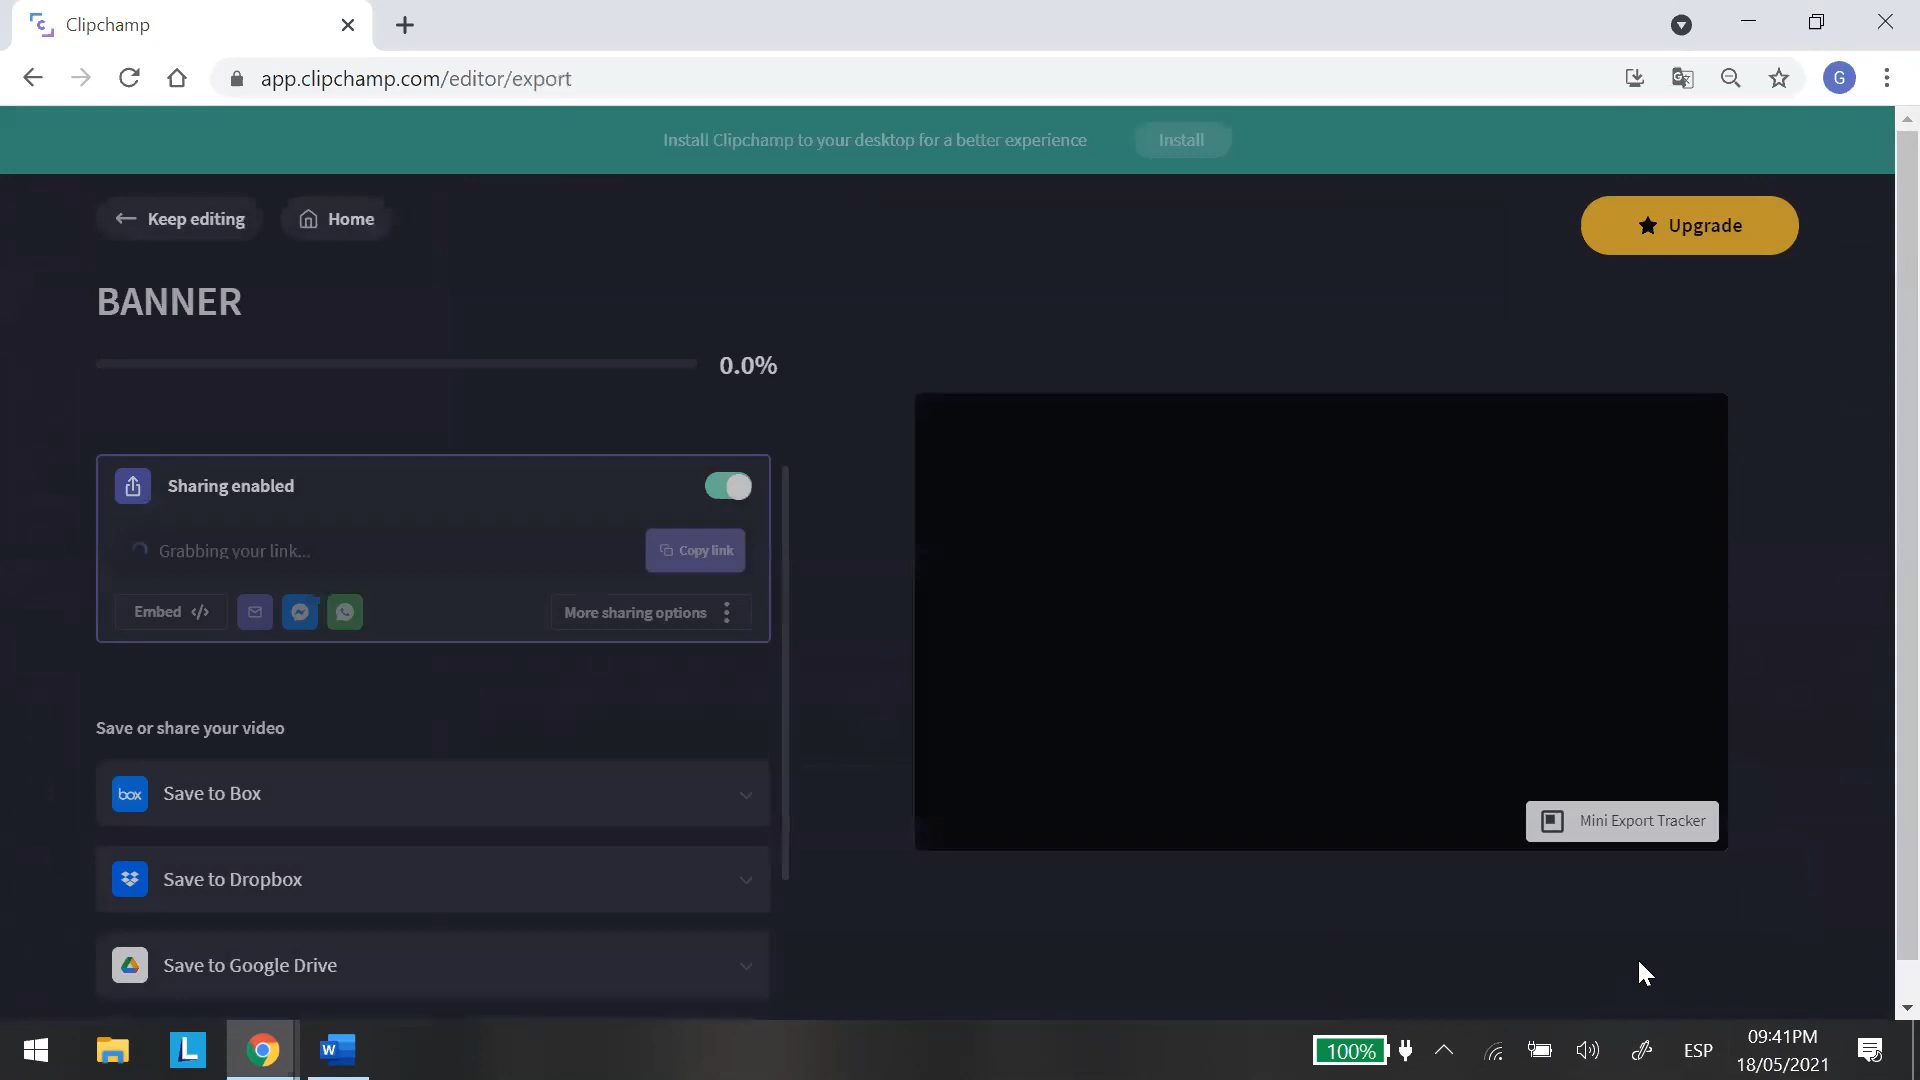 Clipchamp
app.clipchamp.com/editor/export
G
Install Clipchamp to your desktop for a better experience
Install
Keep editing
Home
Upgrade
BANNER
0.0%
Sharing enabled
Grabbing your link...
Copy link
Embed </>
More sharing options
Save or share your video
box
Save to Box
Save to Dropbox
Save to Google Drive
Mini Export Tracker
L
W
100%
ESP
09:41PM
18/05/2021